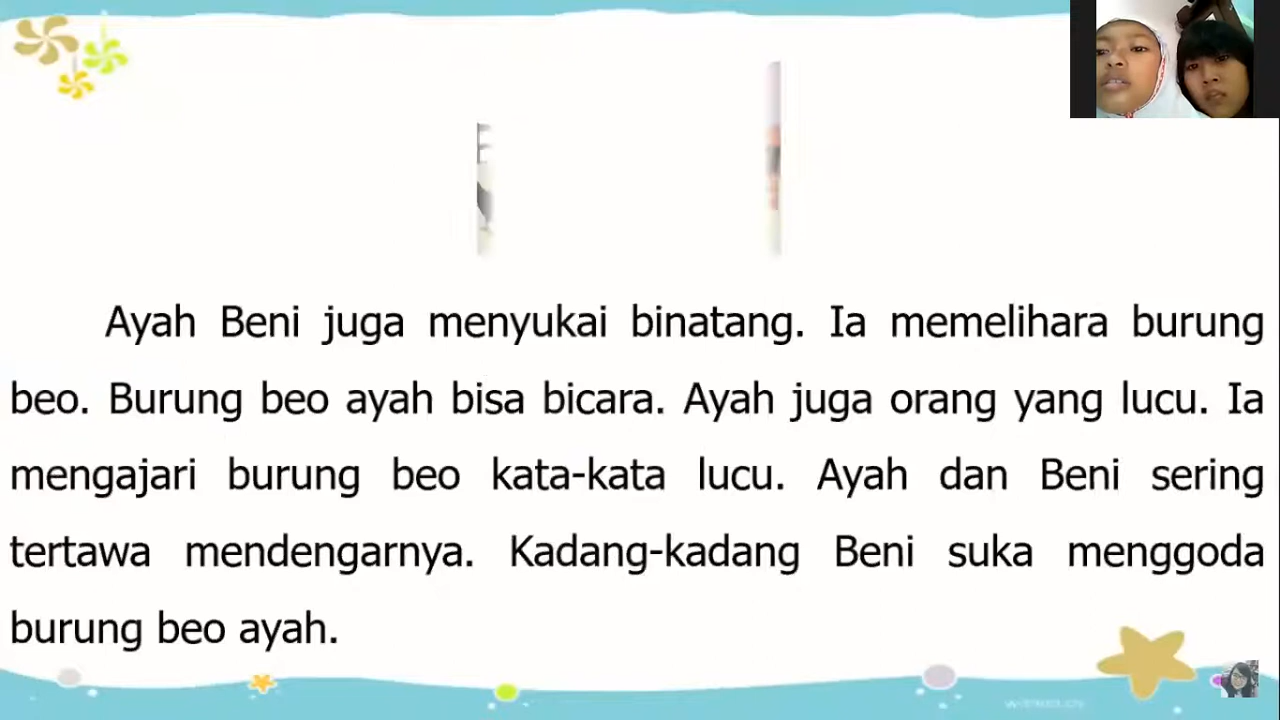 Ayah Beni juga menyukai binatang. Ia memelihara burung
beo. Burung beo ayah bisa bicara. Ayah juga orang yang lucu. Ia
mengajari burung beo kata-kata lucu. Ayah dan Beni sering
tertawa mendengarnya. Kadang-kadang Beni suka menggoda
burung beo ayah.